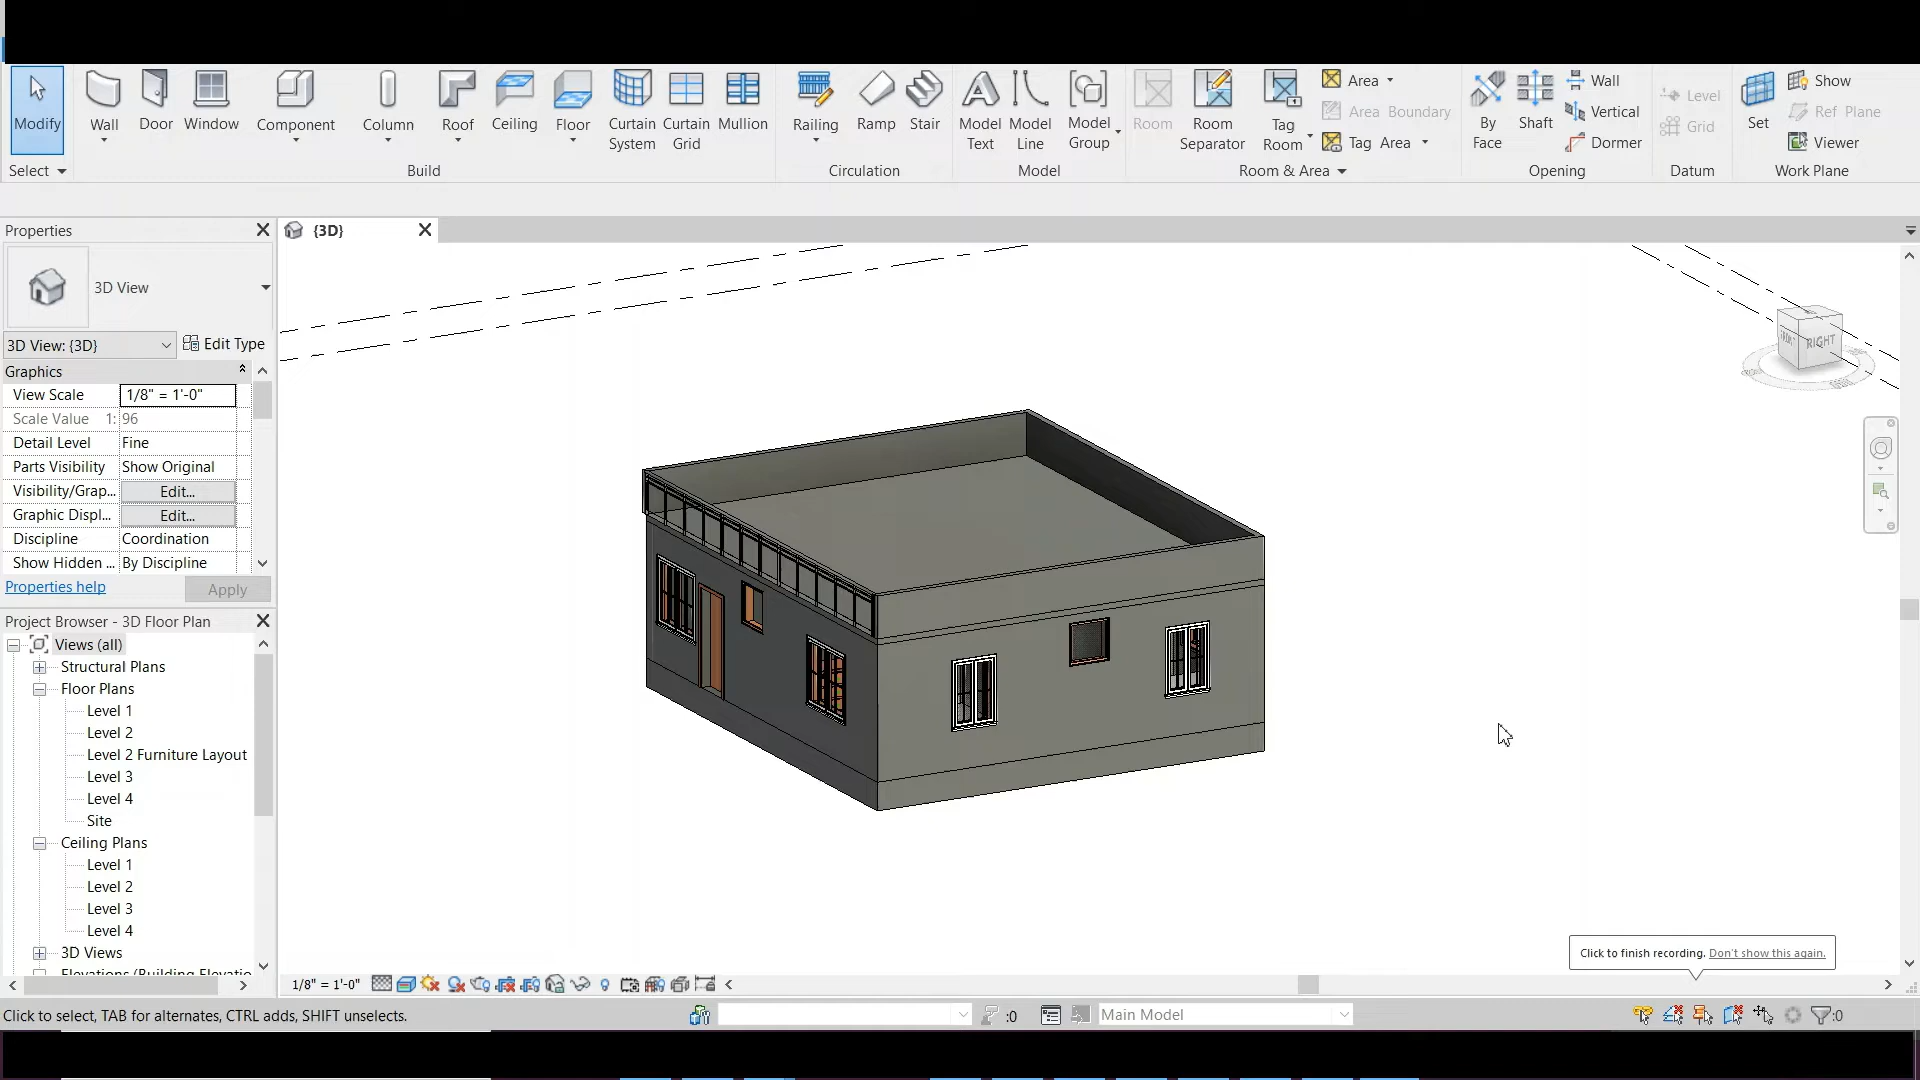 Modify
Wall
Door
Window
Component
Column
Roof
Ceiling
Floor
Curtain System
Curtain Grid
Mullion
Railing
Ramp
Stair
Model Text
Model Line
Model Group
Room
Room Separator
Tag Room
Area
Area Boundary
Tag Area
By Face
Shaft
Wall
Vertical
Dormer
Level
Grid
Set
Show
Ref Plane
Viewer
Select
Build
Circulation
Model
Room & Area
Opening
Datum
Work Plane
Properties
{3D}
3D View
3D View: {3D}
Edit Type
Graphics
View Scale 1/8" = 1'-0"
Scale Value 1: 96
Detail Level Fine
Parts Visibility Show Original
Visibility/Grap... Edit...
Graphic Displ... Edit...
Discipline Coordination
Show Hidden ... By Discipline
Properties help
Apply
Project Browser - 3D Floor Plan
Views (all)
Structural Plans
Floor Plans
Level 1
Level 2
Level 2 Furniture Layout
Level 3
Level 4
Site
Ceiling Plans
Level 1
Level 2
Level 3
Level 4
3D Views
Elevations (Building Elevatio
RIGHT
Click to finish recording. Don't show this again.
1/8" = 1'-0"
Click to select, TAB for alternates, CTRL adds, SHIFT unselects.
:0
Main Model
:0